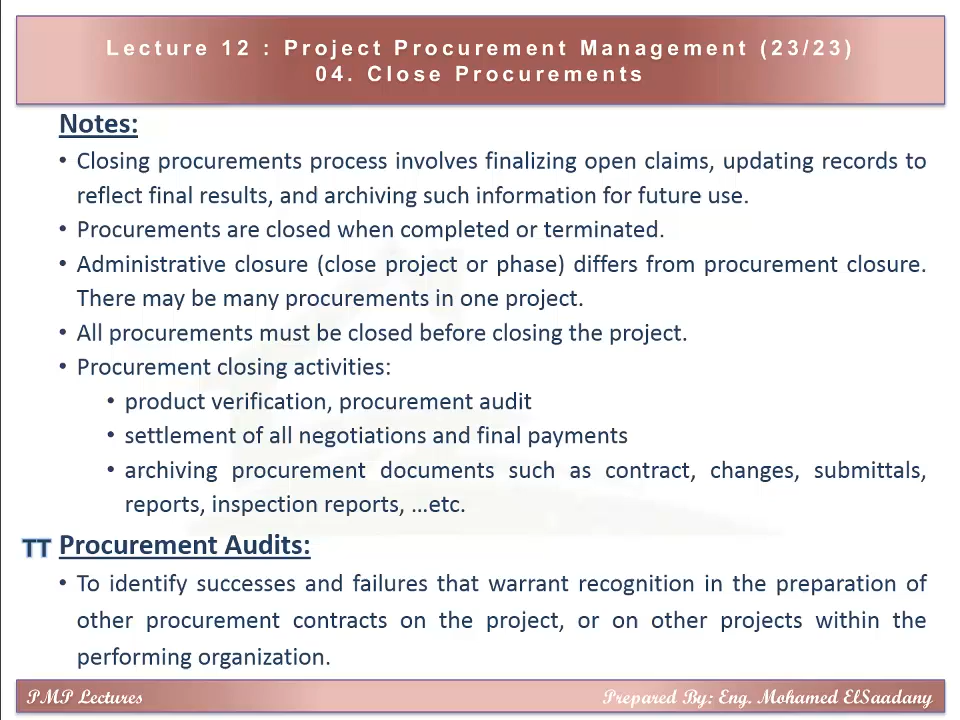 Lecture 12 : Project Procurement Management (23/23)
04. Close Procurements
Notes:
• Closing procurements process involves finalizing open claims, updating records to
reflect final results, and archiving such information for future use.
• Procurements are closed when completed or terminated.
• Administrative closure (close project or phase) differs from procurement closure.
There may be many procurements in one project.
• All procurements must be closed before closing the project.
• Procurement closing activities:
• product verification, procurement audit
• settlement of all negotiations and final payments
• archiving procurement documents such as contract, changes, submittals,
reports, inspection reports, …etc.
TT Procurement Audits:
• To identify successes and failures that warrant recognition in the preparation of
other procurement contracts on the project, or on other projects within the
performing organization.
PMP Lectures
Prepared By: Eng. Mohamed ElSaadany